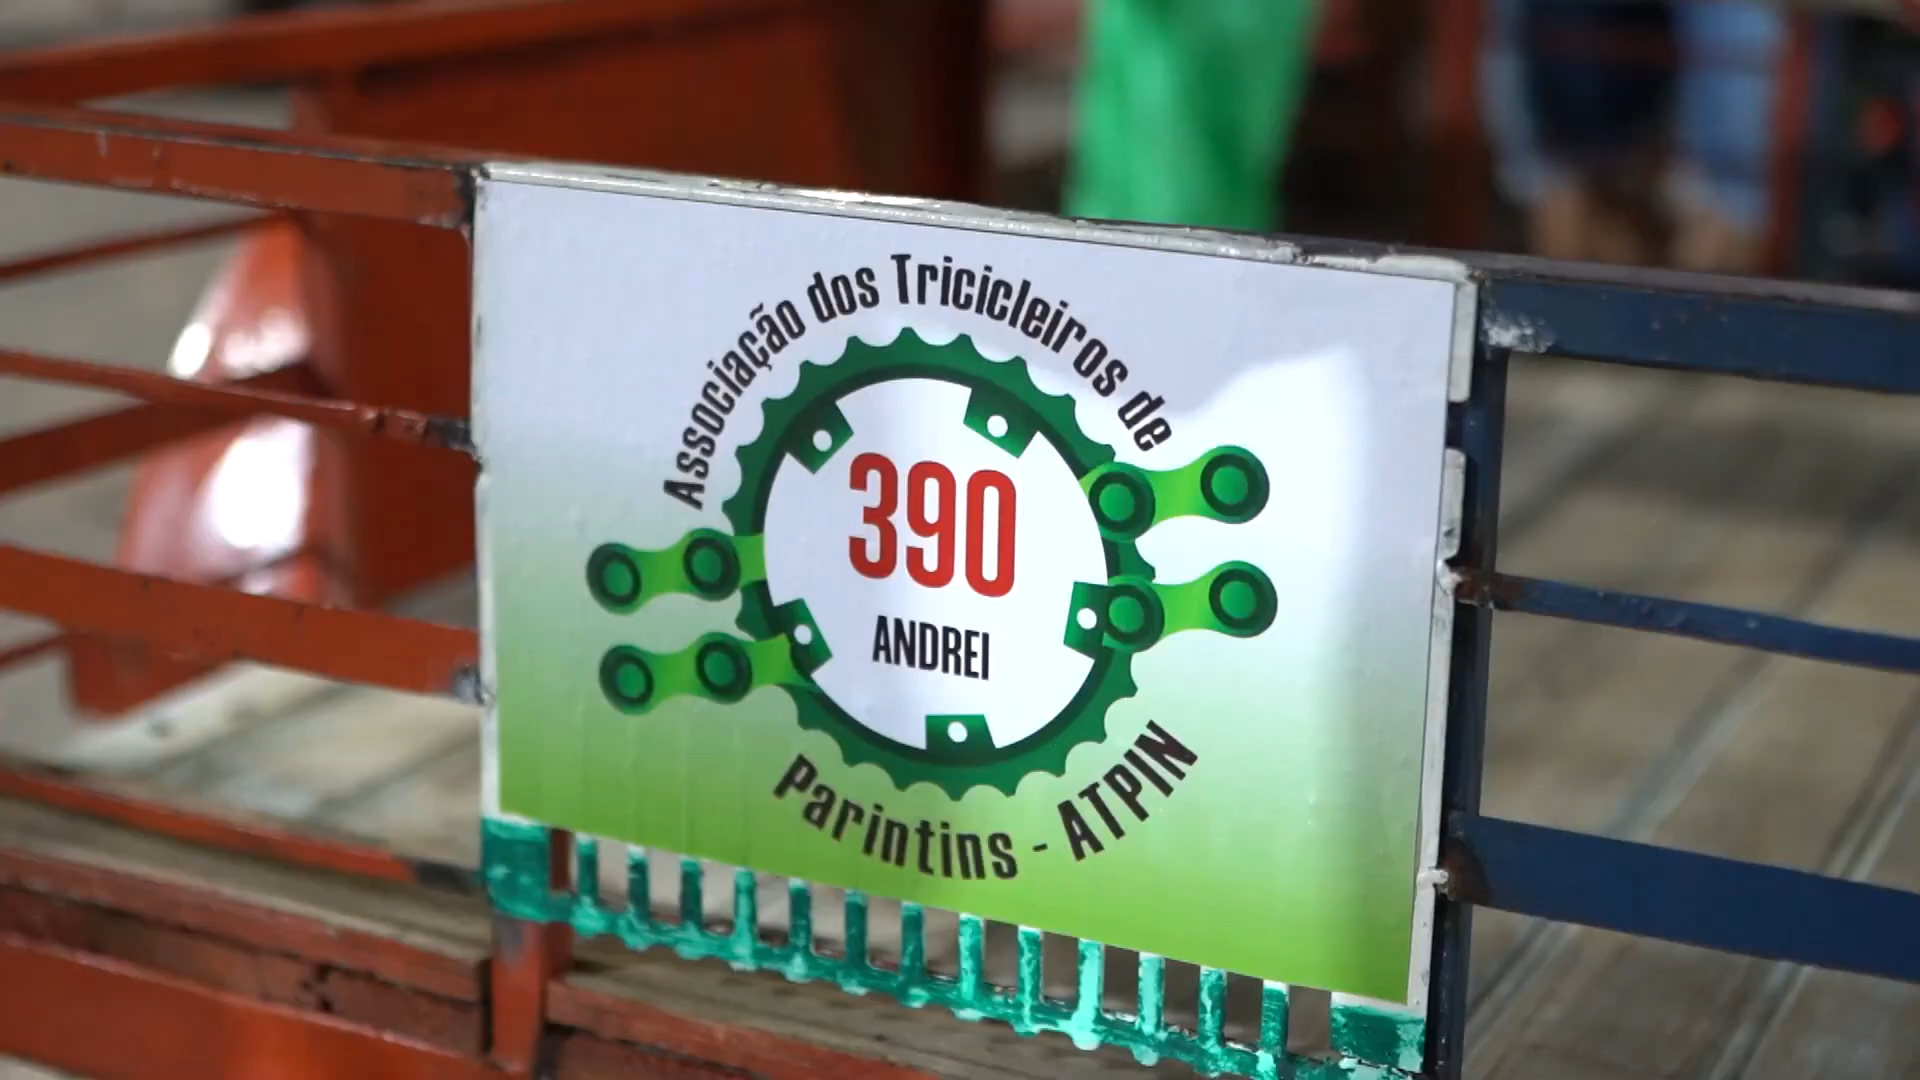 Associação dos Tricicleiros de
390
ANDREI
Parintins - ATPIN